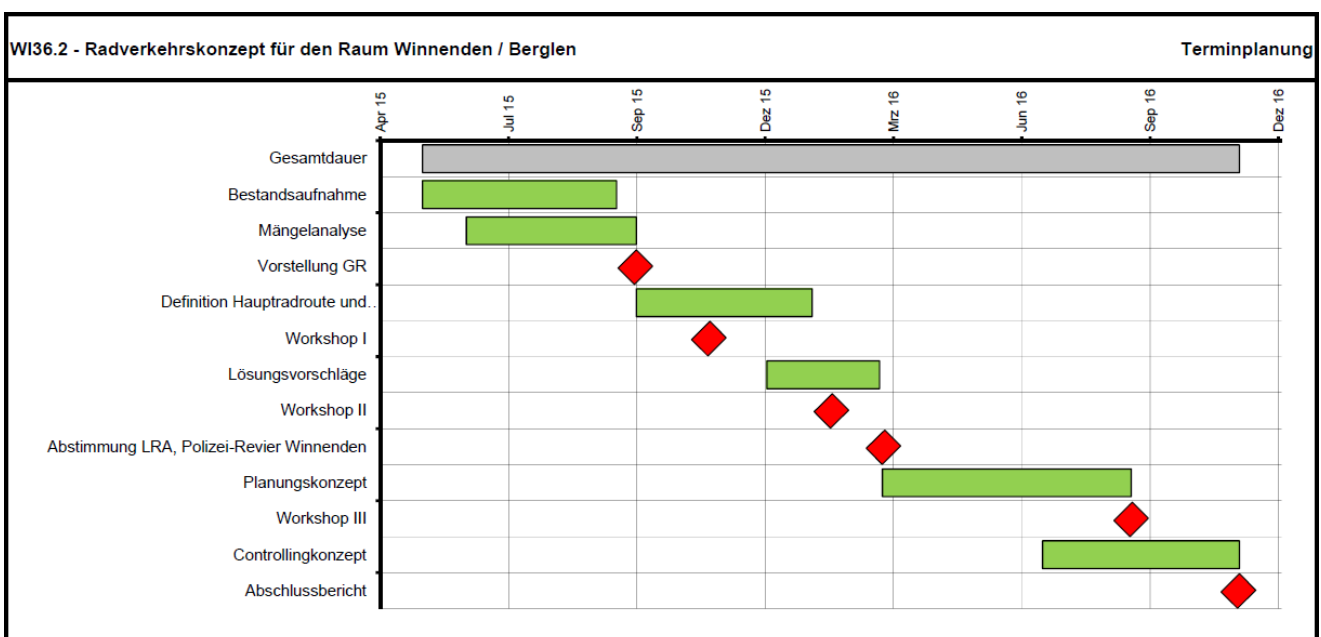 WI36.2 - Radverkehrskonzept für den Raum Winnenden / Berglen Terminplanung
Apr 15 Jul 15 Sep 15 Dez 15 Mrz 16 Jun 16 Sep 16 Dez 16
Gesamtdauer
Bestandsaufnahme
Mängelanalyse
Vorstellung GR
Definition Hauptradroute und..
Workshop I
Lösungsvorschläge
Workshop II
Abstimmung LRA, Polizei-Revier Winnenden
Planungskonzept
Workshop III
Controllingkonzept
Abschlussbericht